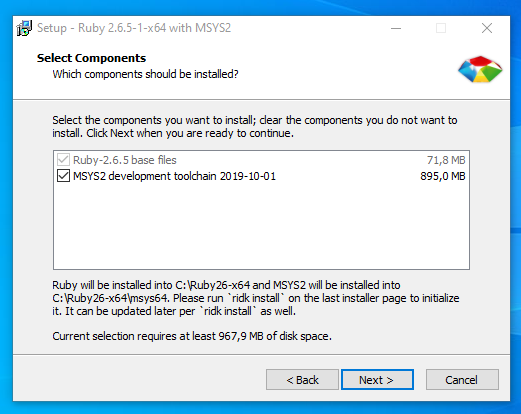 Setup - Ruby 2.6.5-1-x64 with MSYS2
Select Components
Which components should be installed?
Select the components you want to install; clear the components you do not want to
install. Click Next when you are ready to continue.
Ruby-2.6.5 base files 71,8 MB
MSYS2 development toolchain 2019-10-01 895,0 MB
Ruby will be installed into C:\Ruby26-x64 and MSYS2 will be installed into
C:\Ruby26-x64\msys64. Please run `ridk install` on the last installer page to initialize
it. It can be updated later per `ridk install` as well.
Current selection requires at least 967,9 MB of disk space.
< Back Next > Cancel